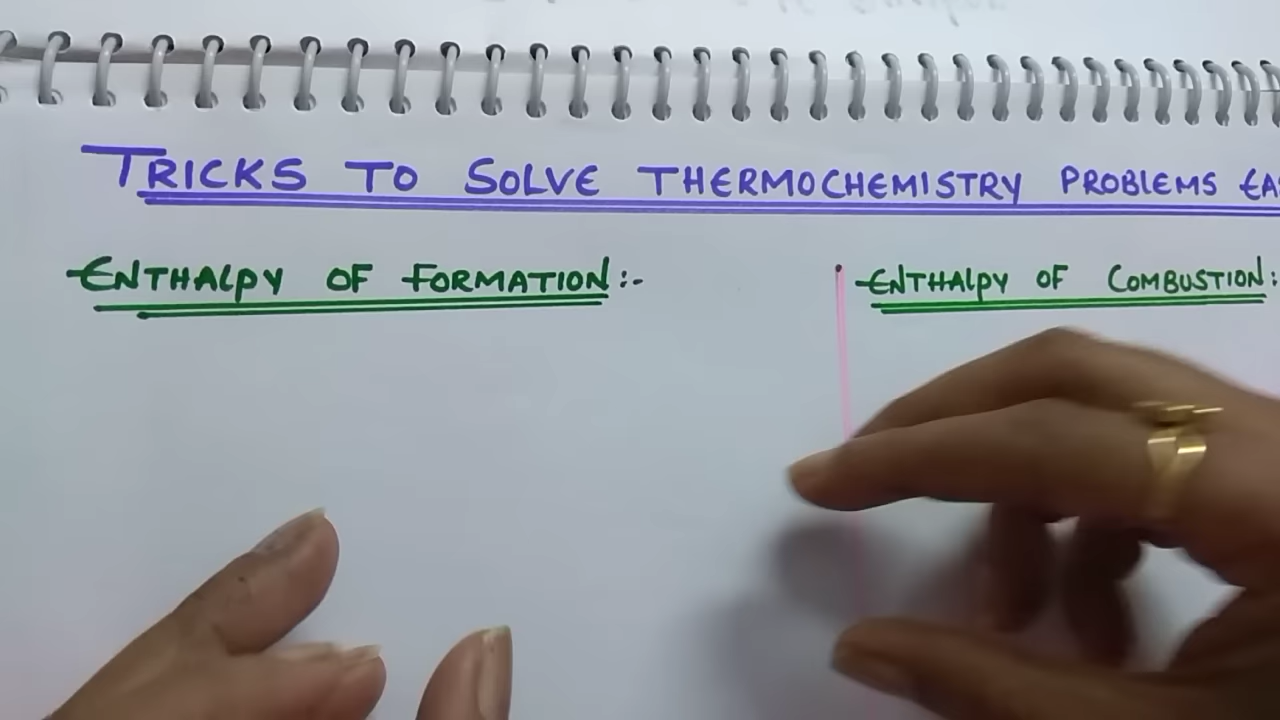 TRICKS TO SOLVE THERMOCHEMISTRY PROBLEMS
ENTHALPY OF FORMATION:-
ENTHALPY OF COMBUSTION: